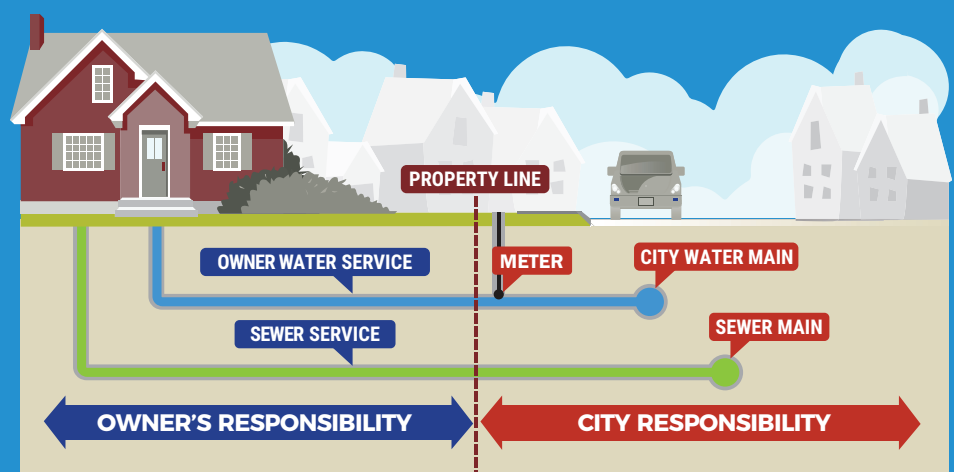 PROPERTY LINE
OWNER WATER SERVICE
METER
CITY WATER MAIN
SEWER SERVICE
SEWER MAIN
OWNER'S RESPONSIBILITY
CITY RESPONSIBILITY